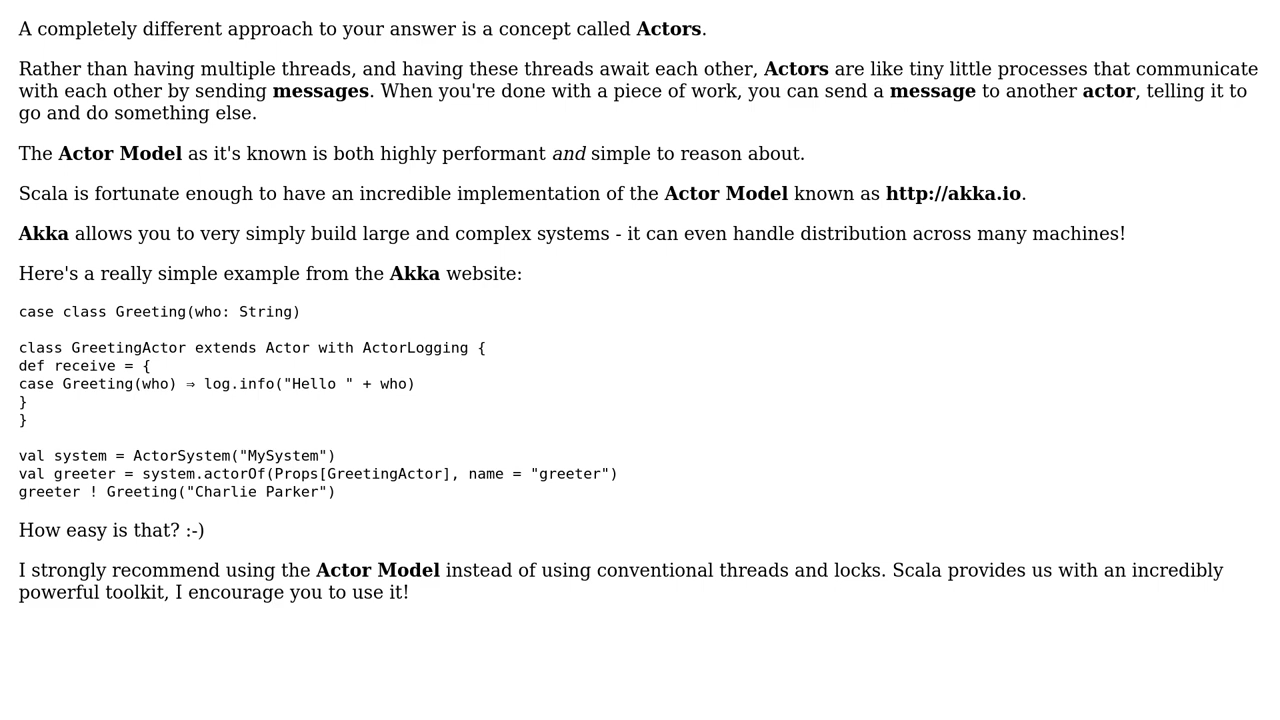 A completely different approach to your answer is a concept called Actors.
Rather than having multiple threads, and having these threads await each other, Actors are like tiny little processes that communicate
with each other by sending messages. When you're done with a piece of work, you can send a message to another actor, telling it to
go and do something else.
The Actor Model as it's known is both highly performant and simple to reason about.
Scala is fortunate enough to have an incredible implementation of the Actor Model known as http://akka.io.
Akka allows you to very simply build large and complex systems - it can even handle distribution across many machines!
Here's a really simple example from the Akka website:
case class Greeting(who: String)
class GreetingActor extends Actor with ActorLogging {
def receive = {
case Greeting(who) ⇒ log.info("Hello " + who)
}
}
val system = ActorSystem("MySystem")
val greeter = system.actorOf(Props[GreetingActor], name = "greeter")
greeter ! Greeting("Charlie Parker")
How easy is that? :-)
I strongly recommend using the Actor Model instead of using conventional threads and locks. Scala provides us with an incredibly
powerful toolkit, I encourage you to use it!